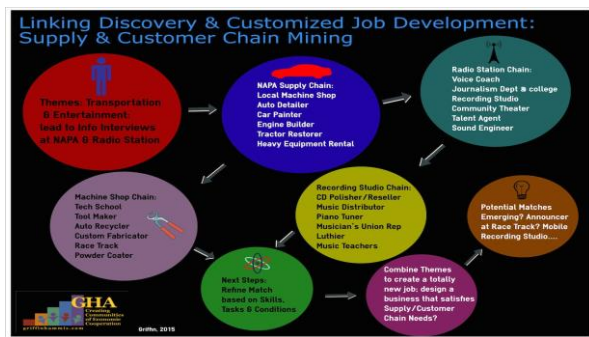 Linking Discovery & Customized Job Development:
Supply & Customer Chain Mining
Themes: Transportation
& Entertainment:
lead to Info Interviews
at NAPA & Radio Station
NAPA Supply Chain:
Local Machine Shop
Auto Detailer
Car Painter
Engine Builder
Tractor Restorer
Heavy Equipment Rental
Radio Station Chain:
Voice Coach
Journalism Dept & college
Recording Studio
Community Theater
Talent Agent
Sound Engineer
Machine Shop Chain:
Tech School
Tool Maker
Auto Recycler
Custom Fabricator
Race Track
Powder Coater
Recording Studio Chain:
CD Polisher/Reseller
Music Distributor
Piano Tuner
Musician's Union Rep
Luthier
Music Teachers
Potential Matches
Emerging? Announcer
at Race Track? Mobile
Recording Studio....
Next Steps:
Refine Match
based on Skills,
Tasks & Conditions
Combine Themes
to create a totally
new job: design a
business that satisfies
Supply/Customer
Chain Needs?
GHA
Creating
Communities
of Economic
Cooperation
griffinhammis.com
Griffin, 2015